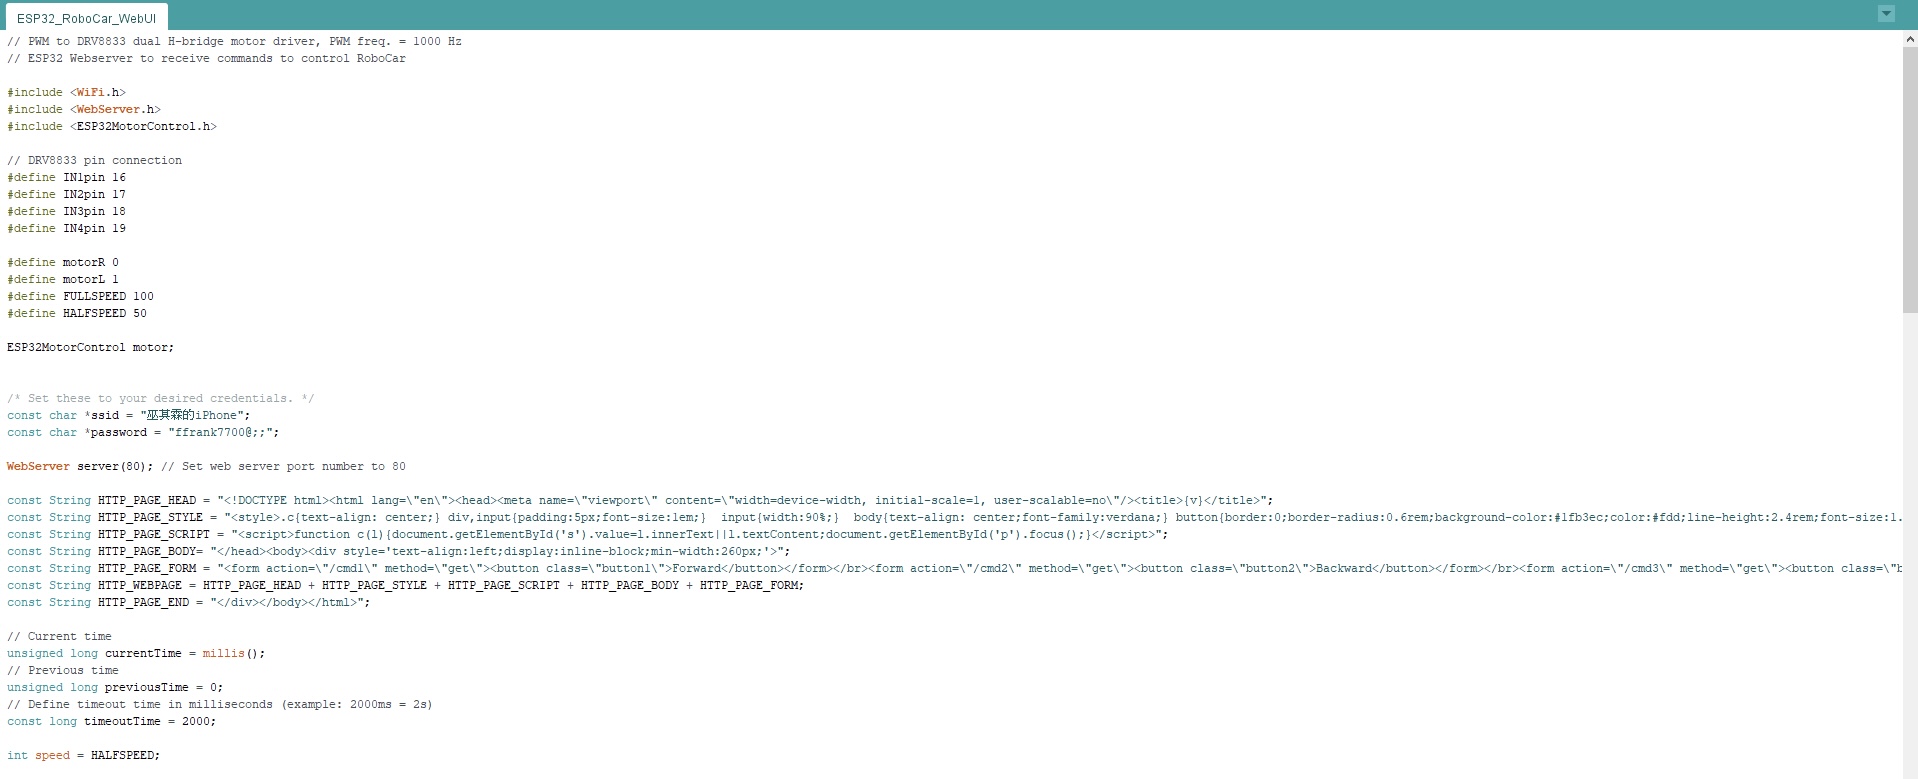 ESP32_RoboCar_WebUI
// PWM to DRV8833 dual H-bridge motor driver, PWM freq. = 1000 Hz
// ESP32 Webserver to receive commands to control RoboCar
#include <WiFi.h>
#include <WebServer.h>
#include <ESP32MotorControl.h>
// DRV8833 pin connection
#define IN1pin 16
#define IN2pin 17
#define IN3pin 18
#define IN4pin 19
#define motorR 0
#define motorL 1
#define FULLSPEED 100
#define HALFSPEED 50
ESP32MotorControl motor;
/* Set these to your desired credentials. */
const char *ssid = "巫其霖的iPhone";
const char *password = "ffrank7700@;;";
WebServer server(80); // Set web server port number to 80
const String HTTP_PAGE_HEAD = "<!DOCTYPE html><html lang=\"en\"><head><meta name=\"viewport\" content=\"width=device-width, initial-scale=1, user-scalable=no\"/><title>{v}</title>";
const String HTTP_PAGE_STYLE = "<style>.c{text-align: center;} div,input{padding:5px;font-size:1em;}  input{width:90%;}  body{text-align: center;font-family:verdana;} button{border:0;border-radius:0.6rem;background-color:#1fb3ec;color:#fdd;line-height:2.4rem;font-size:1.
const String HTTP_PAGE_SCRIPT = "<script>function c(l){document.getElementById('s').value=l.innerText||l.textContent;document.getElementById('p').focus();}</script>";
const String HTTP_PAGE_BODY= "</head><body><div style='text-align:left;display:inline-block;min-width:260px;'>";
const String HTTP_PAGE_FORM = "<form action=\"/cmd1\" method=\"get\"><button class=\"button1\">Forward</button></form></br><form action=\"/cmd2\" method=\"get\"><button class=\"button2\">Backward</button></form></br><form action=\"/cmd3\" method=\"get\"><button class=\"b
const String HTTP_WEBPAGE = HTTP_PAGE_HEAD + HTTP_PAGE_STYLE + HTTP_PAGE_SCRIPT + HTTP_PAGE_BODY + HTTP_PAGE_FORM;
const String HTTP_PAGE_END = "</div></body></html>";
// Current time
unsigned long currentTime = millis();
// Previous time
unsigned long previousTime = 0;
// Define timeout time in milliseconds (example: 2000ms = 2s)
const long timeoutTime = 2000;
int speed = HALFSPEED;